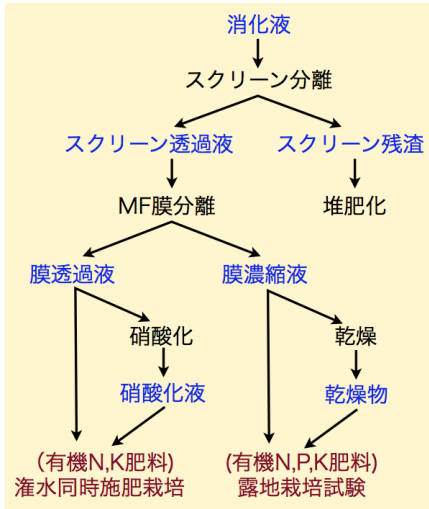 消化液
スクリーン分離
スクリーン透過液
スクリーン残渣
MF膜分離
堆肥化
膜透過液
膜濃縮液
硝酸化
乾燥
硝酸化液
乾燥物
(有機N,K肥料)
灌水同時施肥栽培
(有機N,P,K肥料)
露地栽培試験